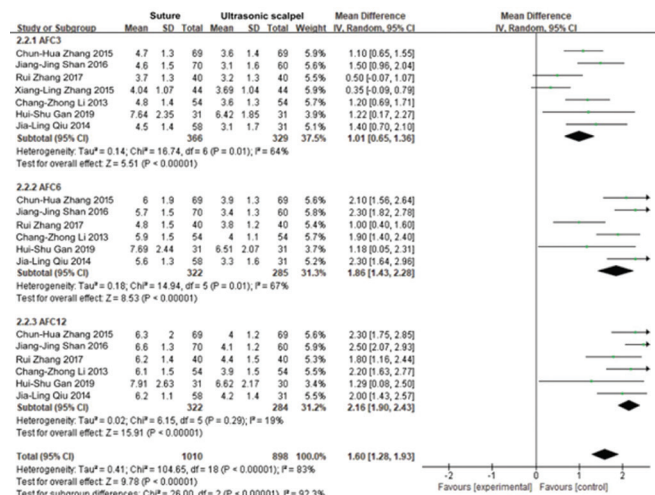 Suture Ultrasonic scalpel Mean Difference Mean Difference
Study or Subgroup Mean SD Total Mean SD Total Weight IV, Random, 95% CI IV, Random, 95% CI
2.2.1 AFC3
Chun-Hua Zhang 2015 4.7 1.3 69 3.6 1.4 69 5.9% 1.10 [0.65, 1.55]
Jiang-Jing Shan 2016 4.6 1.5 70 3.1 1.6 60 5.6% 1.50 [0.96, 2.04]
Rui Zhang 2017 3.7 1.3 40 3.2 1.3 40 5.5% 0.50 [-0.07, 1.07]
Xiang-Ling Zhang 2015 4.04 1.07 44 3.69 1.04 44 5.9% 0.35 [-0.09, 0.79]
Chang-Zhong Li 2013 4.8 1.4 54 3.6 1.3 54 5.7% 1.20 [0.69, 1.71]
Hui-Shu Gan 2019 7.64 2.35 31 6.42 1.85 31 3.7% 1.22 [0.17, 2.27]
Jia-Ling Qiu 2014 4.5 1.4 58 3.1 1.7 31 5.1% 1.40 [0.70, 2.10]
Subtotal (95% CI) 366 329 37.5% 1.01 [0.65, 1.36]
Heterogeneity: Tau² = 0.14; Chi² = 16.74, df = 6 (P = 0.01); I² = 64%
Test for overall effect: Z = 5.51 (P < 0.00001)
2.2.2 AFC6
Chun-Hua Zhang 2015 6 1.9 69 3.9 1.3 69 5.6% 2.10 [1.56, 2.64]
Jiang-Jing Shan 2016 5.7 1.5 70 3.4 1.3 60 5.8% 2.30 [1.82, 2.78]
Rui Zhang 2017 4.8 1.5 40 3.8 1.2 40 5.4% 1.00 [0.40, 1.60]
Chang-Zhong Li 2013 5.9 1.5 54 4 1.1 54 5.7% 1.90 [1.40, 2.40]
Hui-Shu Gan 2019 7.69 2.44 31 6.51 2.07 31 3.5% 1.18 [0.05, 2.31]
Jia-Ling Qiu 2014 5.6 1.3 58 3.3 1.6 31 5.2% 2.30 [1.64, 2.96]
Subtotal (95% CI) 322 285 31.3% 1.86 [1.43, 2.28]
Heterogeneity: Tau² = 0.18; Chi² = 14.94, df = 5 (P = 0.01); I² = 67%
Test for overall effect: Z = 8.53 (P < 0.00001)
2.2.3 AFC12
Chun-Hua Zhang 2015 6.3 2 69 4 1.2 69 5.6% 2.30 [1.75, 2.85]
Jiang-Jing Shan 2016 6.6 1.3 70 4.1 1.2 60 5.9% 2.50 [2.07, 2.93]
Rui Zhang 2017 6.2 1.4 40 4.4 1.5 40 5.3% 1.80 [1.16, 2.44]
Chang-Zhong Li 2013 6.1 1.5 54 3.9 1.5 54 5.6% 2.20 [1.63, 2.77]
Hui-Shu Gan 2019 7.91 2.63 31 6.62 2.17 30 3.3% 1.29 [0.08, 2.50]
Jia-Ling Qiu 2014 6.2 1.1 58 4.2 1.4 31 5.5% 2.00 [1.43, 2.57]
Subtotal (95% CI) 322 284 31.2% 2.16 [1.90, 2.43]
Heterogeneity: Tau² = 0.02; Chi² = 6.15, df = 5 (P = 0.29); I² = 19%
Test for overall effect: Z = 15.91 (P < 0.00001)
Total (95% CI) 1010 898 100.0% 1.60 [1.28, 1.93]
Heterogeneity: Tau² = 0.41; Chi² = 104.65, df = 18 (P < 0.00001); I² = 83%
Test for overall effect: Z = 9.78 (P < 0.00001)
Test for subgroup differences: Chi² = 26.00, df = 2 (P < 0.00001), I² = 92.3%
-2 -1 0 1 2
Favours [experimental] Favours [control]